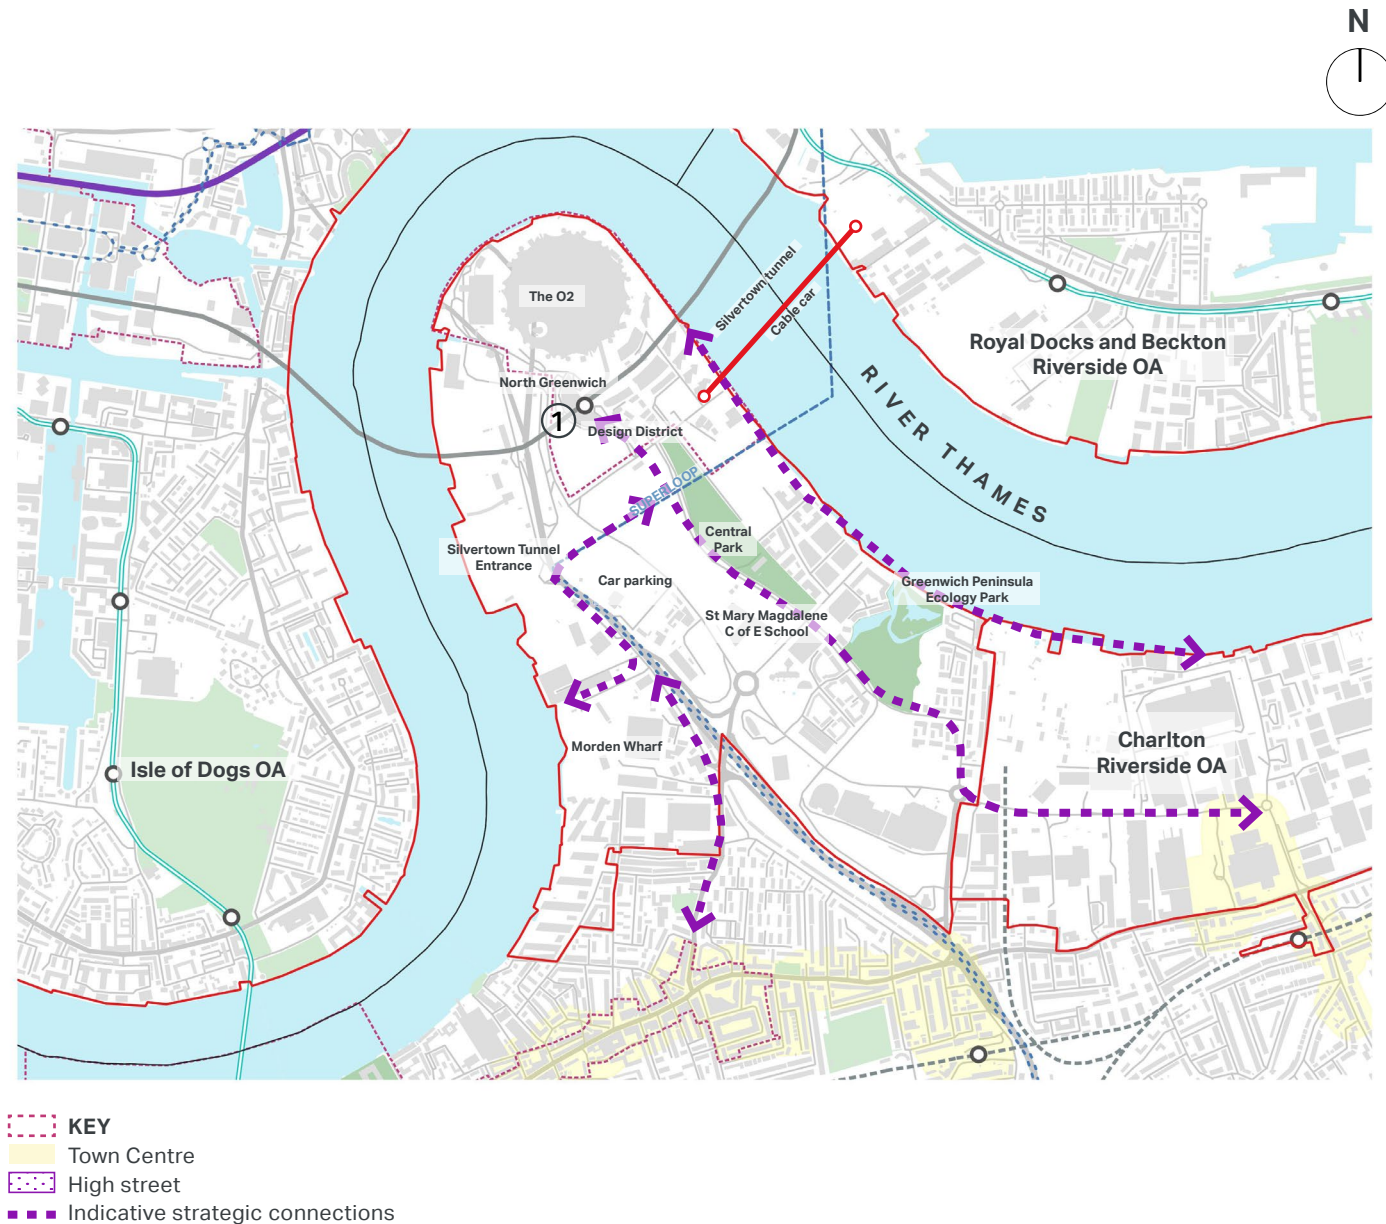 N
Silvertown tunnel
Cable car
The O2
Royal Docks and Beckton
Riverside OA
North Greenwich
1
Design District
RIVER THAMES
SUPERLOOP
Central
Park
Silvertown Tunnel
Entrance
Car parking
Greenwich Peninsula
Ecology Park
St Mary Magdalene
C of E School
Morden Wharf
Charlton
Riverside OA
Isle of Dogs OA
KEY
Town Centre
High street
Indicative strategic connections